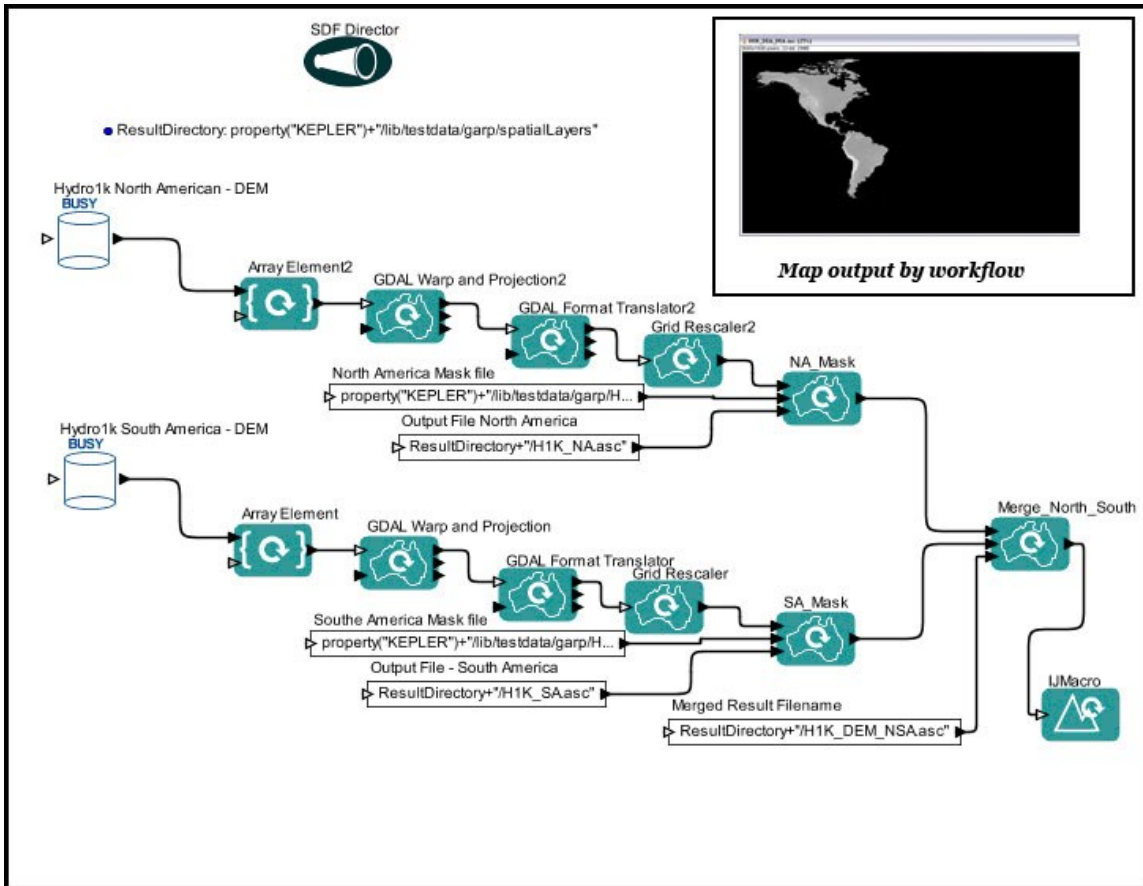 SDF Director
ResultDirectory: property("KEPLER")+"/lib/testdata/garp/spatialLayers"
Map output by workflow
Hydro1k North American - DEM
BUSY
Array Element2
GDAL Warp and Projection2
GDAL Format Translator2
Grid Rescaler2
NA_Mask
North America Mask file
property("KEPLER")+"/lib/testdata/garp/H...
Output File North America
ResultDirectory+"/H1K_NA.asc"
Hydro1k South America - DEM
BUSY
Array Element
GDAL Warp and Projection
GDAL Format Translator
Grid Rescaler
SA_Mask
Merge_North_South
Southe America Mask file
property("KEPLER")+"/lib/testdata/garp/H...
Output File - South America
ResultDirectory+"/H1K_SA.asc"
Merged Result Filename
ResultDirectory+"/H1K_DEM_NSA.asc"
IJMacro